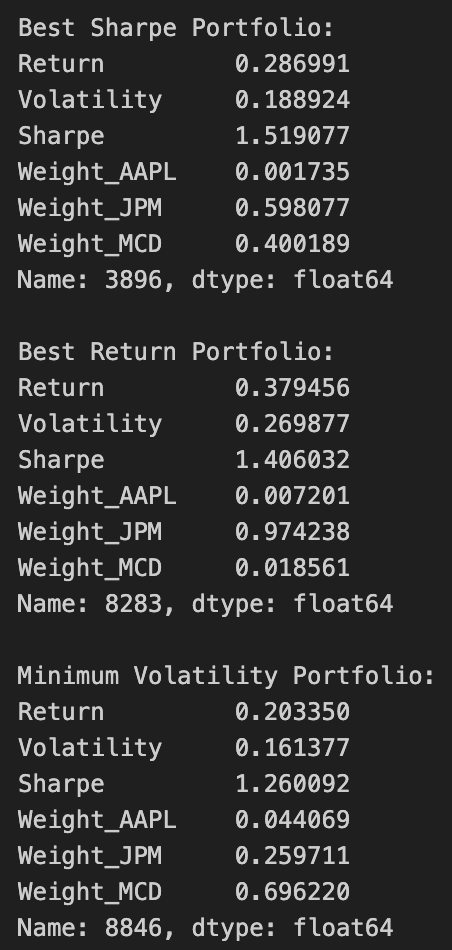 Best Sharpe Portfolio:
Return         0.286991
Volatility     0.188924
Sharpe         1.519077
Weight_AAPL    0.001735
Weight_JPM     0.598077
Weight_MCD     0.400189
Name: 3896, dtype: float64

Best Return Portfolio:
Return         0.379456
Volatility     0.269877
Sharpe         1.406032
Weight_AAPL    0.007201
Weight_JPM     0.974238
Weight_MCD     0.018561
Name: 8283, dtype: float64

Minimum Volatility Portfolio:
Return         0.203350
Volatility     0.161377
Sharpe         1.260092
Weight_AAPL    0.044069
Weight_JPM     0.259711
Weight_MCD     0.696220
Name: 8846, dtype: float64